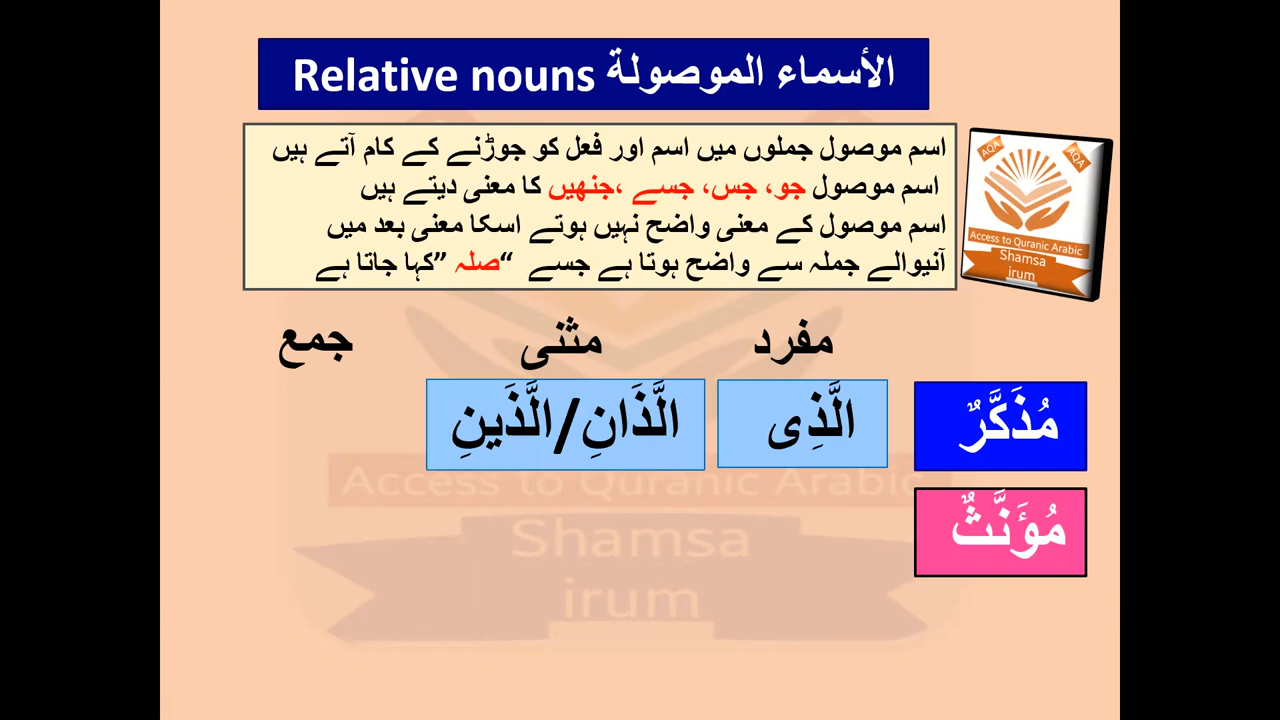 الأسماء الموصولة Relative nouns
اسم موصول جملوں میں اسم اور فعل کو جوڑنے کے کام آتے ہیں
اسم موصول جو، جس، جسے ،جنھیں کا معنی دیتے ہیں
اسم موصول کے معنی واضح نہیں ہوتے اسکا معنی بعد میں
آنیوالے جملہ سے واضح ہوتا ہے جسے “صلہ ”کہا جاتا ہے
AQA AQA
Access to Quranic Arabic
Shamsa
irum
مفرد مثنى جمع
مُذَكَّرٌ الَّذِى الَّذَانِ/الَّذَينِ
مُؤَنَّثٌ
Access to Quranic Arabic
Shamsa
irum